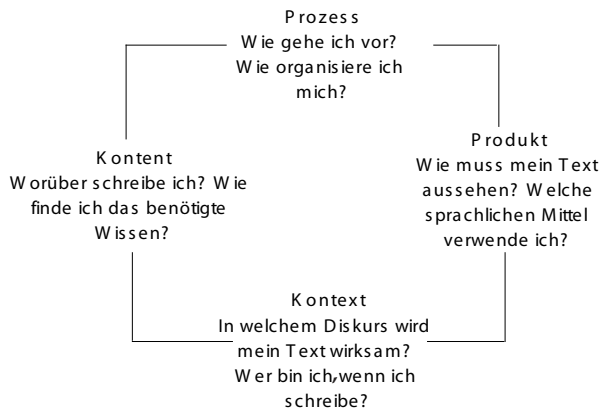 Prozess
Wie gehe ich vor?
Wie organisiere ich
mich?
Kontent
Worüber schreibe ich? Wie
finde ich das benötigte
Wissen?
Produkt
Wie muss mein Text
aussehen? Welche
sprachlichen Mittel
verwende ich?
Kontext
In welchem Diskurs wird
mein Text wirksam?
Wer bin ich,wenn ich
schreibe?